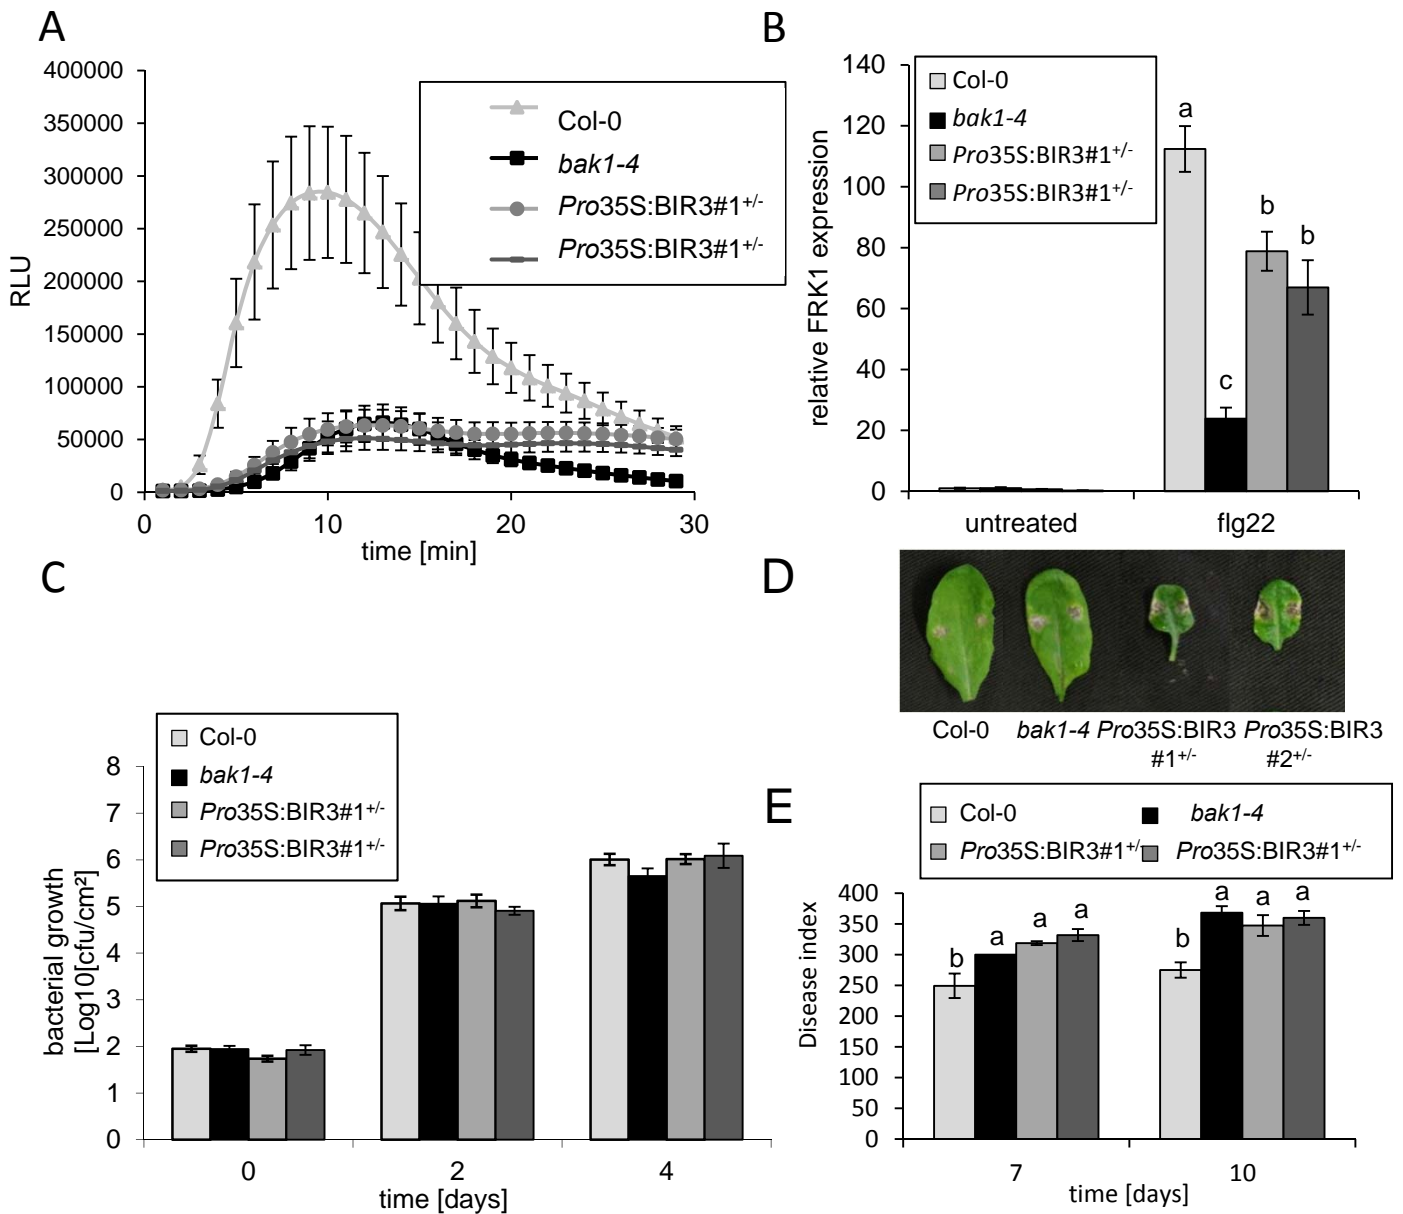 A
400000
350000
300000
250000
200000
150000
100000
50000
0
RLU
0 10 20 30
time [min]
Col-0
bak1-4
Pro35S:BIR3#1+/-
Pro35S:BIR3#1+/-
B
140
120
100
80
60
40
20
0
relative FRK1 expression
Col-0
bak1-4
Pro35S:BIR3#1+/-
Pro35S:BIR3#1+/-
a
c
b
b
untreated flg22
C
8
7
6
5
4
3
2
1
0
bacterial growth
[Log10[cfu/cm²]
Col-0
bak1-4
Pro35S:BIR3#1+/-
Pro35S:BIR3#1+/-
0 2 4
time [days]
D
Col-0 bak1-4 Pro35S:BIR3 Pro35S:BIR3
#1+/- #2+/-
E
Col-0 bak1-4
Pro35S:BIR3#1+/- Pro35S:BIR3#1+/-
400
350
300
250
200
150
100
50
0
Disease index
b a a a
b a a a
7 10
time [days]